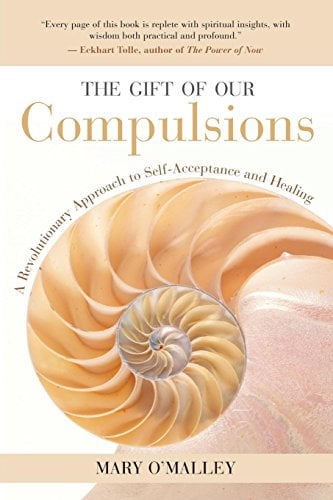 “Every page of this book is replete with spiritual insights, with
wisdom both practical and profound.”
— Eckhart Tolle, author of The Power of Now
THE GIFT OF OUR
Compulsions
A Revolutionary Approach to Self-Acceptance and Healing
MARY O’MALLEY